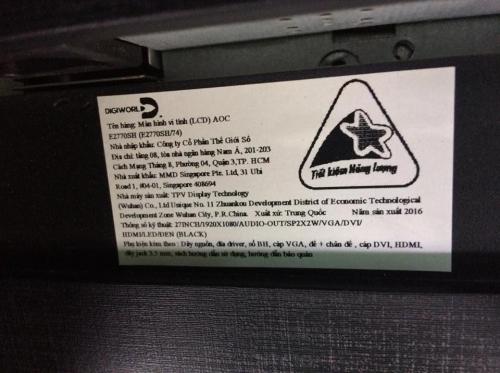 DIGIWORLD
Tên hàng: Màn hình vi tính (LCD) AOC
E2770SH (E2770SH/74)
Nhà nhập khẩu: Công ty Cổ Phần Thế Giới Số
Địa chỉ: tầng 08, tòa nhà ngân hàng Nam Á, 201-203
Cách Mạng Tháng 8, Phường 04, Quận 3,TP. HCM
Nhà xuất khẩu: MMD Singapore Pte, Ltd, 31 Ubi
Road 1, #04-01, Singapore 408694
Nhà máy sản xuất: TPV Display Technology
(Wuhan) Co., Ltd Unique No. 11 Zhuankou Development District of Economic Technological
Development Zone Wuhan City, P.R.China. Xuất xứ: Trung Quốc Năm sản xuất 2016
Thông số kỹ thuật: 27INCH/1920X1080/AUDIO-OUT/SP2X2W/VGA/DVI/
HDMI/LED/ĐEN (BLACK)
Phụ kiện kèm theo : Dây nguồn, đĩa driver, sổ BH, cáp VGA, đế + chân đế , cáp DVI, HDMI,
dây jack 3.5 mm, sách hướng dẫn sử dụng, hướng dẫn bảo quản
Tiết Kiệm Năng Lượng